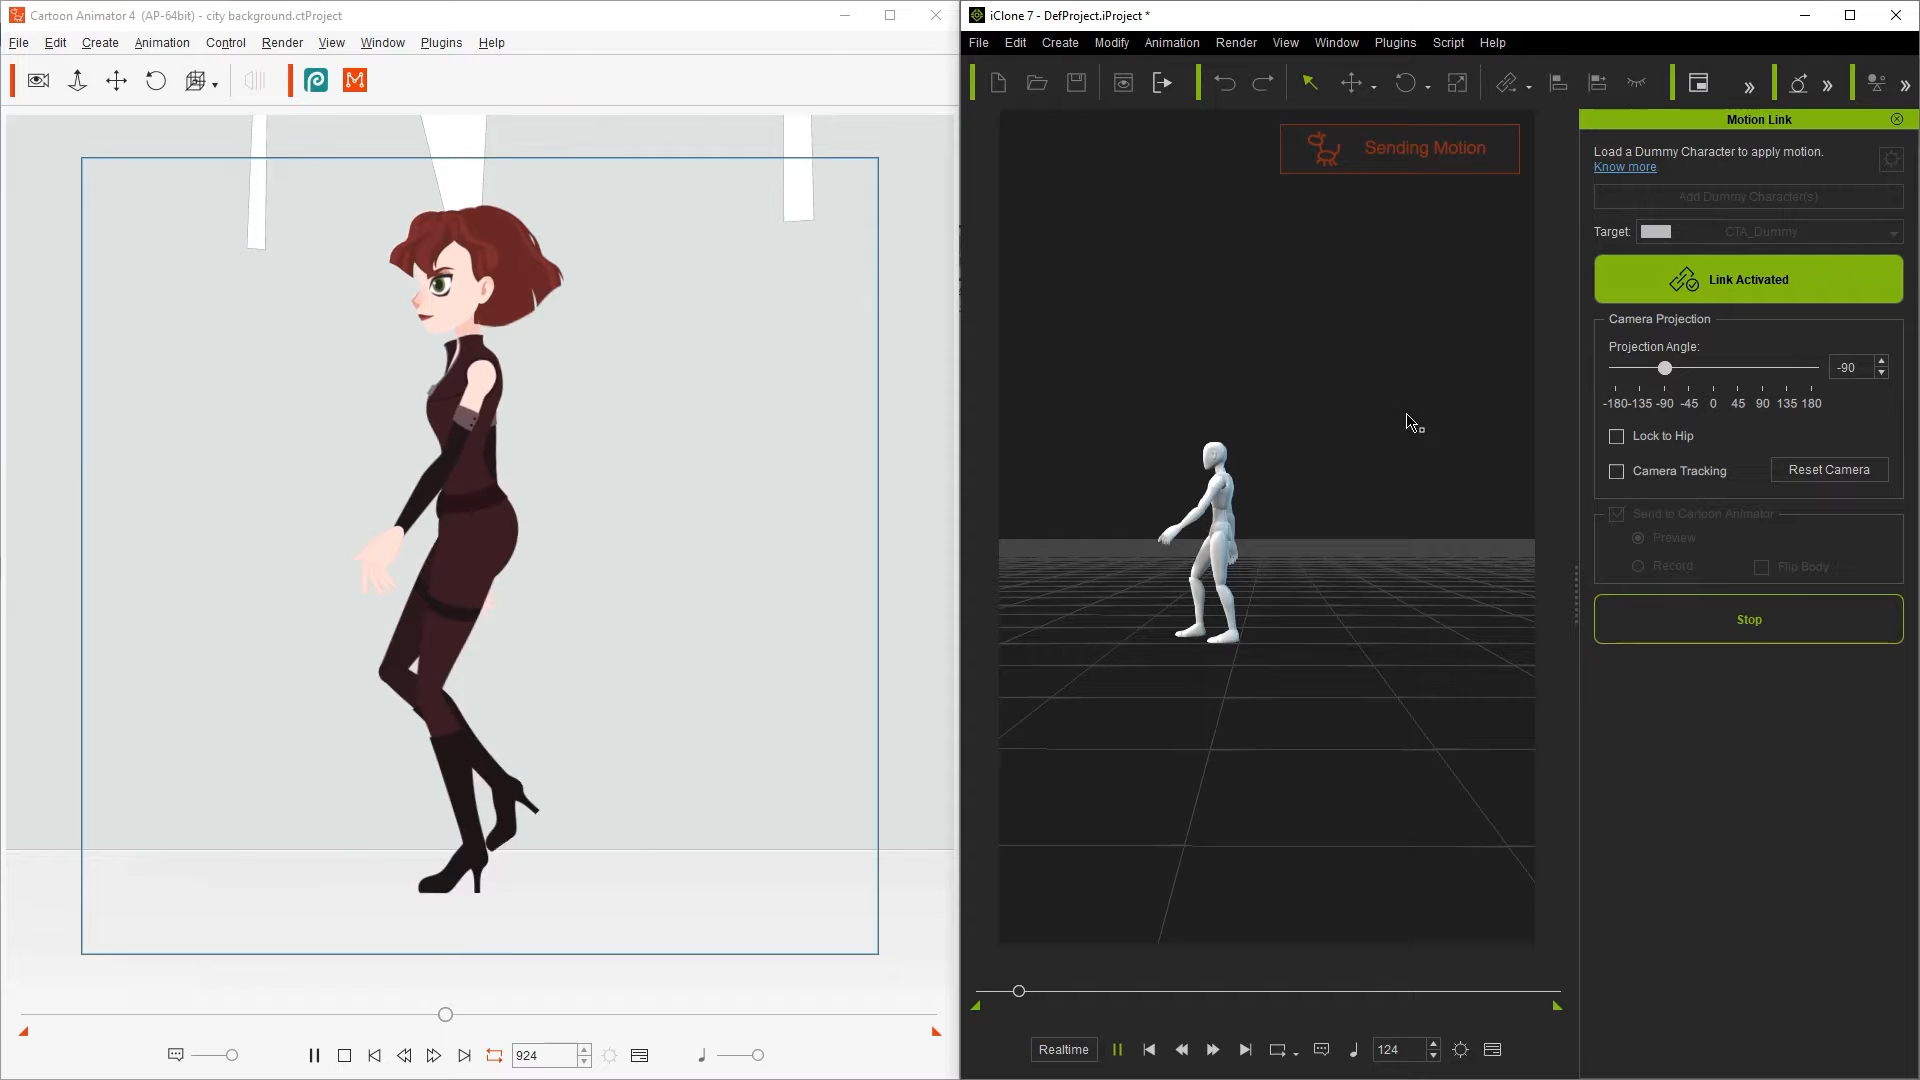 Cartoon Animator 4 (AP-64bit) - city background.ctProject
File Edit Create Animation Control Render View Window Plugins Help
924
iClone 7 - DefProject.iProject *
File Edit Create Modify Animation Render View Window Plugins Script Help
Sending Motion
Realtime
124
Motion Link
Load a Dummy Character to apply motion.
Know more
Add Dummy Character(s)
Target: CTA_Dummy
Link Activated
Camera Projection
Projection Angle:
-90
-180 -135 -90 -45 0 45 90 135 180
Lock to Hip
Camera Tracking Reset Camera
Send to Cartoon Animator
Preview
Record Flip Body
Stop